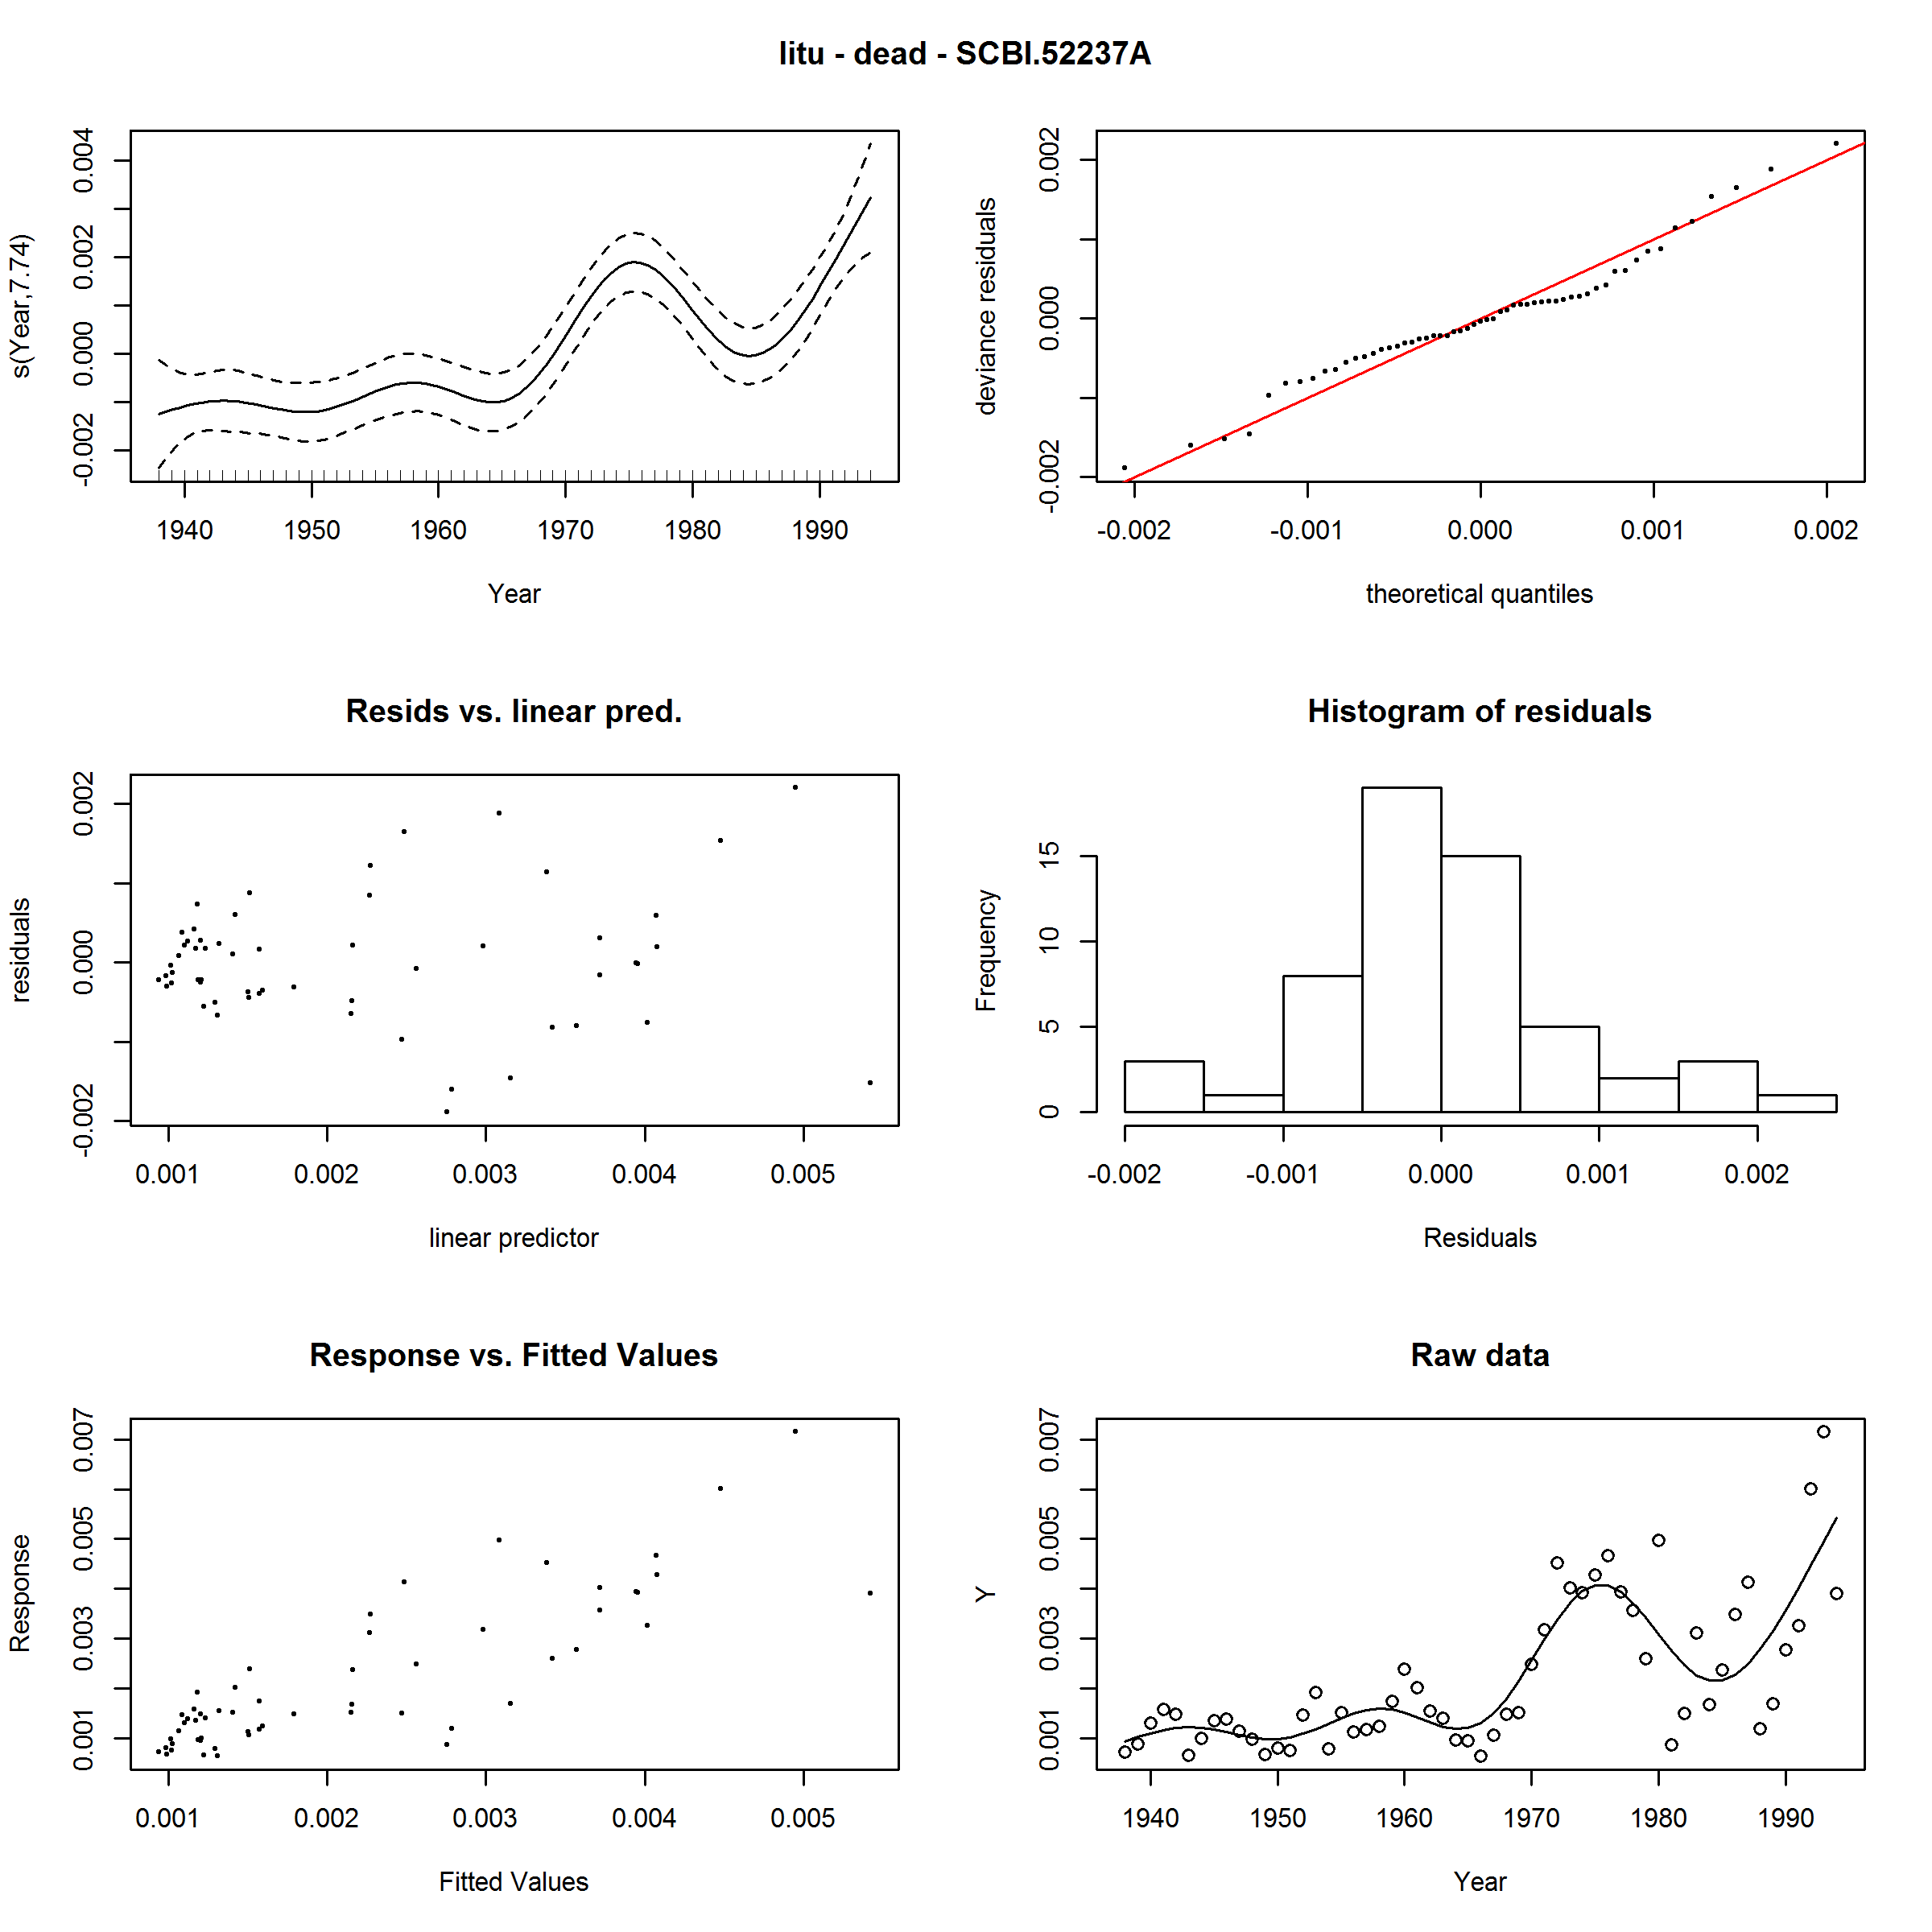 litu - dead - SCBI.52237A
s(Year,7.74)
-0.002 0.000 0.002 0.004
1940 1950 1960 1970 1980 1990
Year
deviance residuals
-0.002 0.000 0.002
-0.002 -0.001 0.000 0.001 0.002
theoretical quantiles
Resids vs. linear pred.
residuals
-0.002 0.000 0.002
0.001 0.002 0.003 0.004 0.005
linear predictor
Histogram of residuals
Frequency
0 5 10 15
-0.002 -0.001 0.000 0.001 0.002
Residuals
Response vs. Fitted Values
Response
0.001 0.003 0.005 0.007
0.001 0.002 0.003 0.004 0.005
Fitted Values
Raw data
Y
0.001 0.003 0.005 0.007
1940 1950 1960 1970 1980 1990
Year